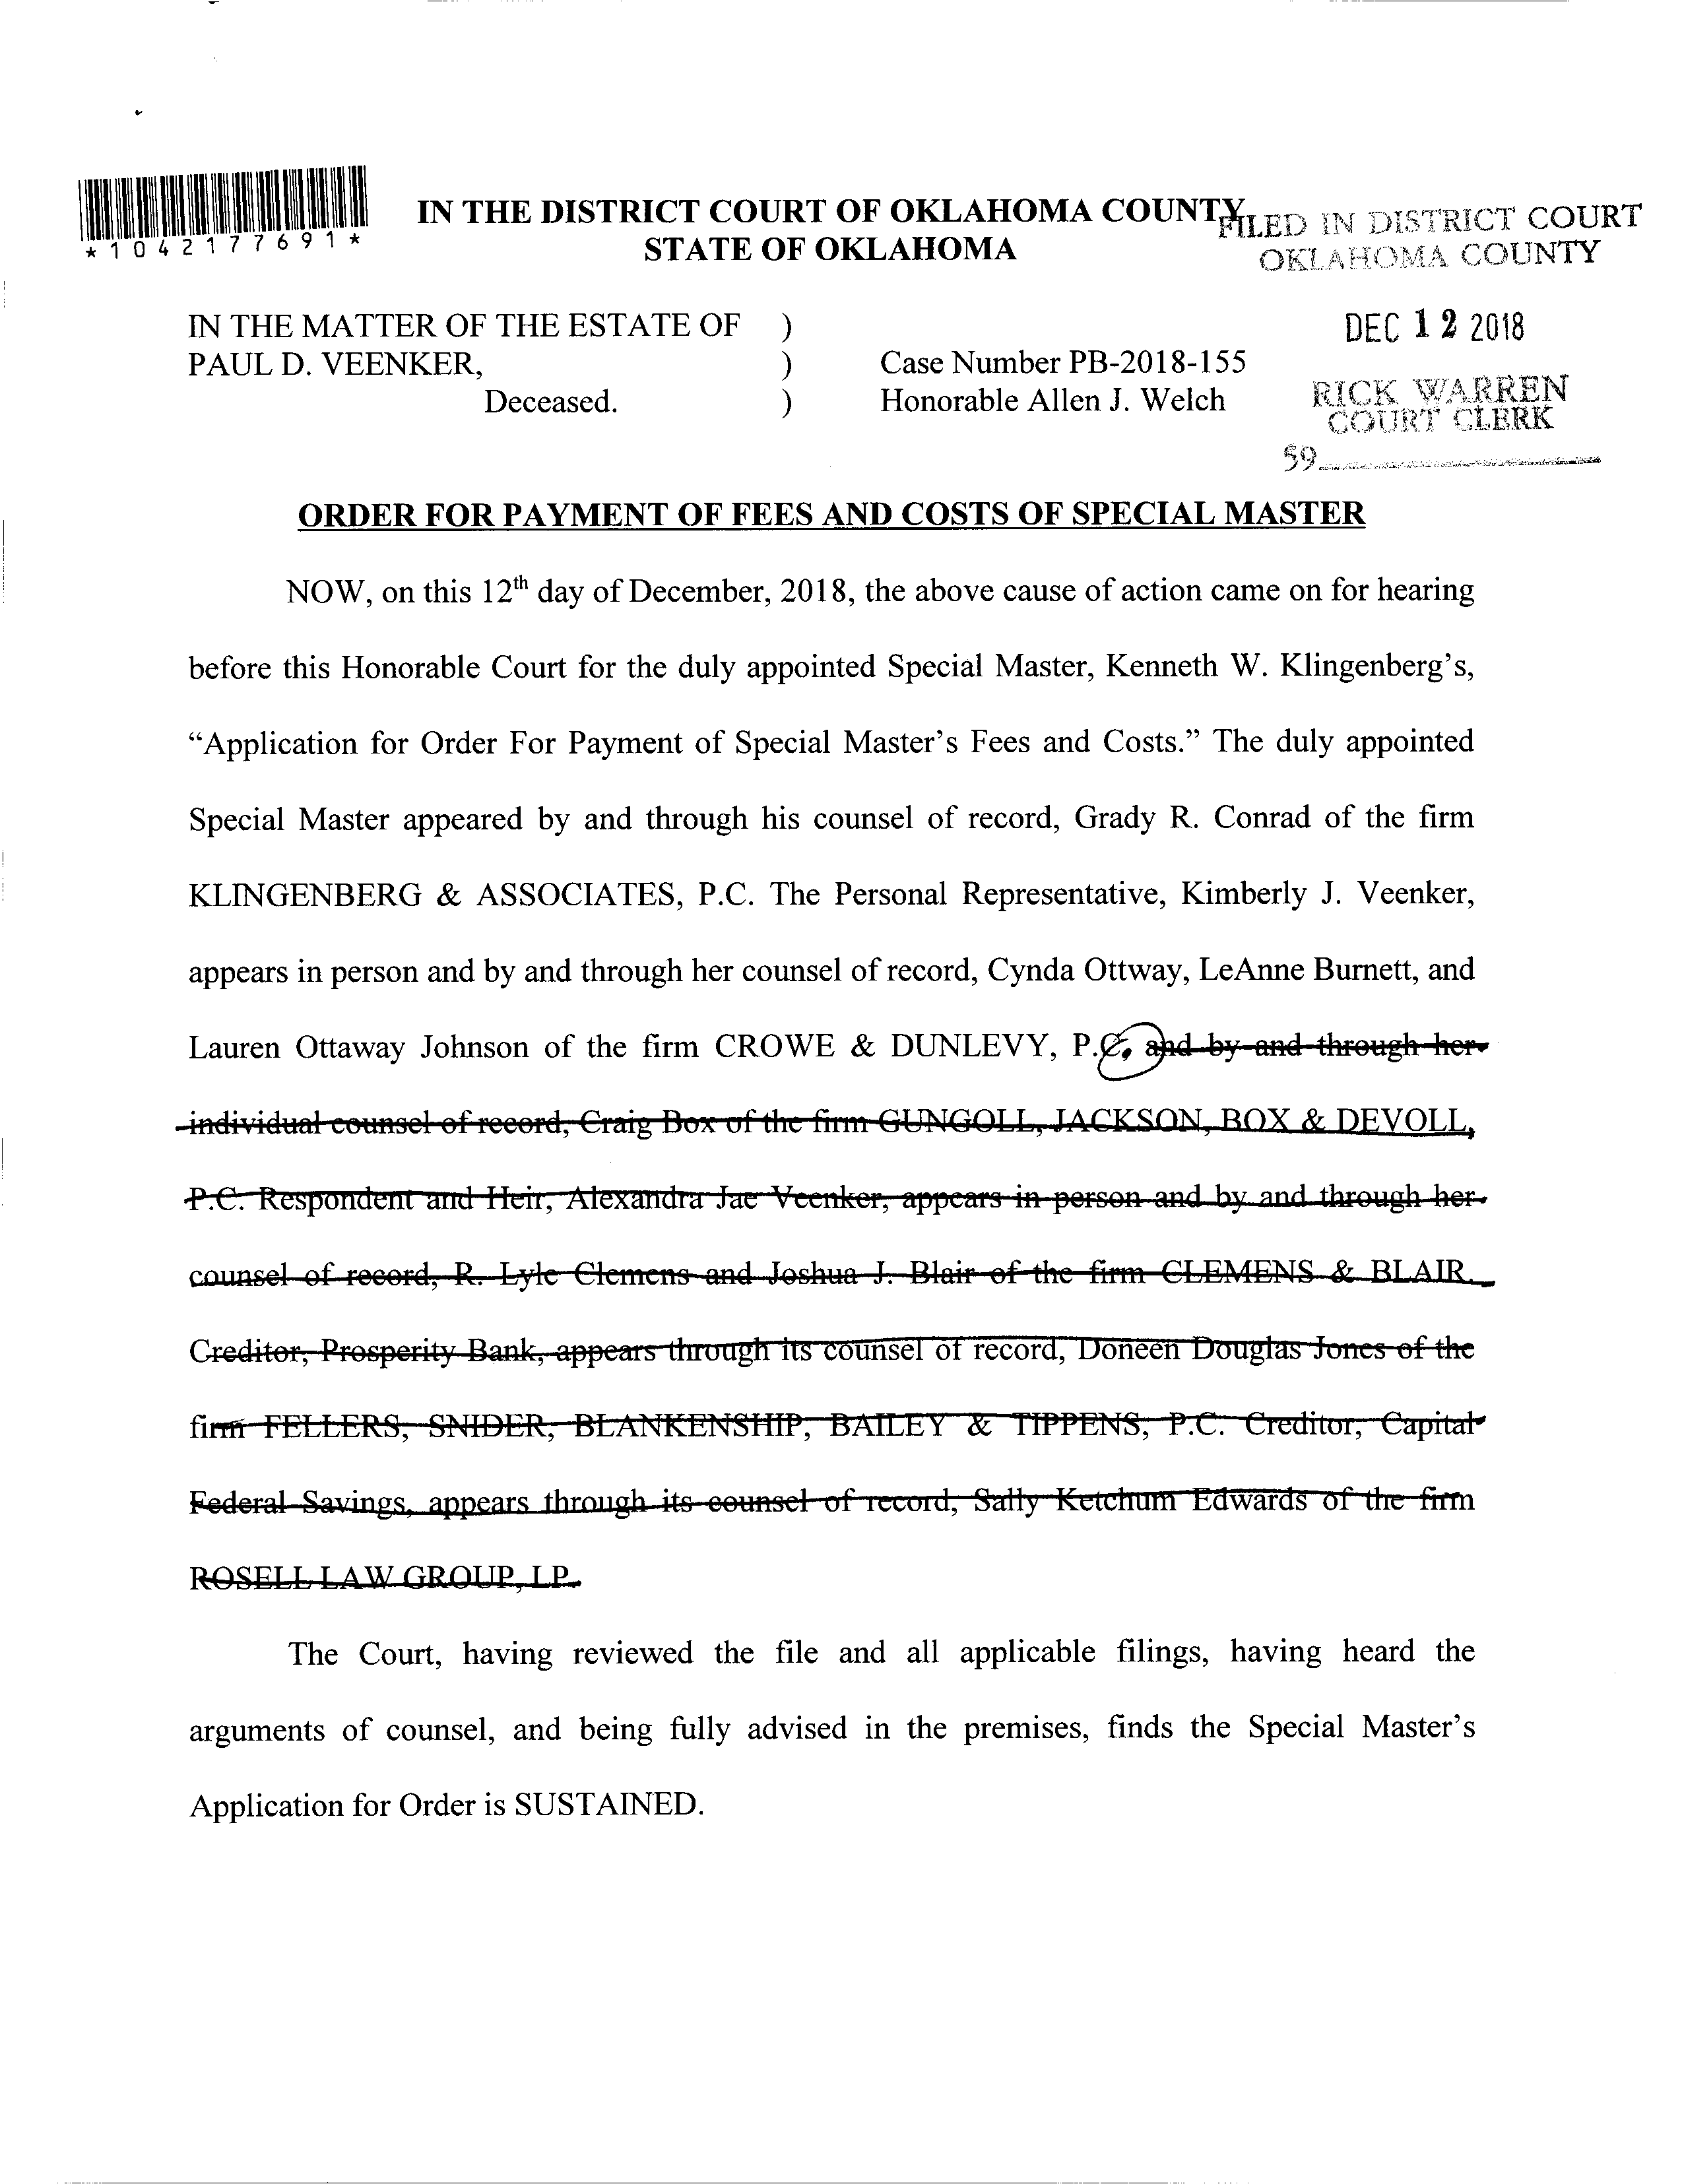 *1042177691*
IN THE DISTRICT COURT OF OKLAHOMA COUNTY
STATE OF OKLAHOMA
FILED IN DISTRICT COURT
OKLAHOMA COUNTY
DEC 12 2018
RICK WARREN
COURT CLERK
59
IN THE MATTER OF THE ESTATE OF )
PAUL D. VEENKER, ) Case Number PB-2018-155
Deceased. ) Honorable Allen J. Welch
ORDER FOR PAYMENT OF FEES AND COSTS OF SPECIAL MASTER
NOW, on this 12th day of December, 2018, the above cause of action came on for hearing
before this Honorable Court for the duly appointed Special Master, Kenneth W. Klingenberg's,
“Application for Order For Payment of Special Master's Fees and Costs.” The duly appointed
Special Master appeared by and through his counsel of record, Grady R. Conrad of the firm
KLINGENBERG & ASSOCIATES, P.C. The Personal Representative, Kimberly J. Veenker,
appears in person and by and through her counsel of record, Cynda Ottway, LeAnne Burnett, and
Lauren Ottaway Johnson of the firm CROWE & DUNLEVY, P.C. and by and through her
individual counsel of record, Craig Box of the firm GUNGOLL, JACKSON, BOX & DEVOLL,
P.C. Respondent and Heir, Alexandra Jae Veenker, appears in person and by and through her
counsel of record, R. Lyle Clemens and Joshua J. Blair of the firm CLEMENS & BLAIR.
Creditor, Prosperity Bank, appears through its counsel of record, Doneen Douglas Jones of the
firm FELLERS, SNIDER, BLANKENSHIP, BAILEY & TIPPENS, P.C. Creditor, Capital
Federal Savings, appears through its counsel of record, Sally Ketchum Edwards of the firm
ROSELL LAW GROUP, LP.
The Court, having reviewed the file and all applicable filings, having heard the
arguments of counsel, and being fully advised in the premises, finds the Special Master's
Application for Order is SUSTAINED.